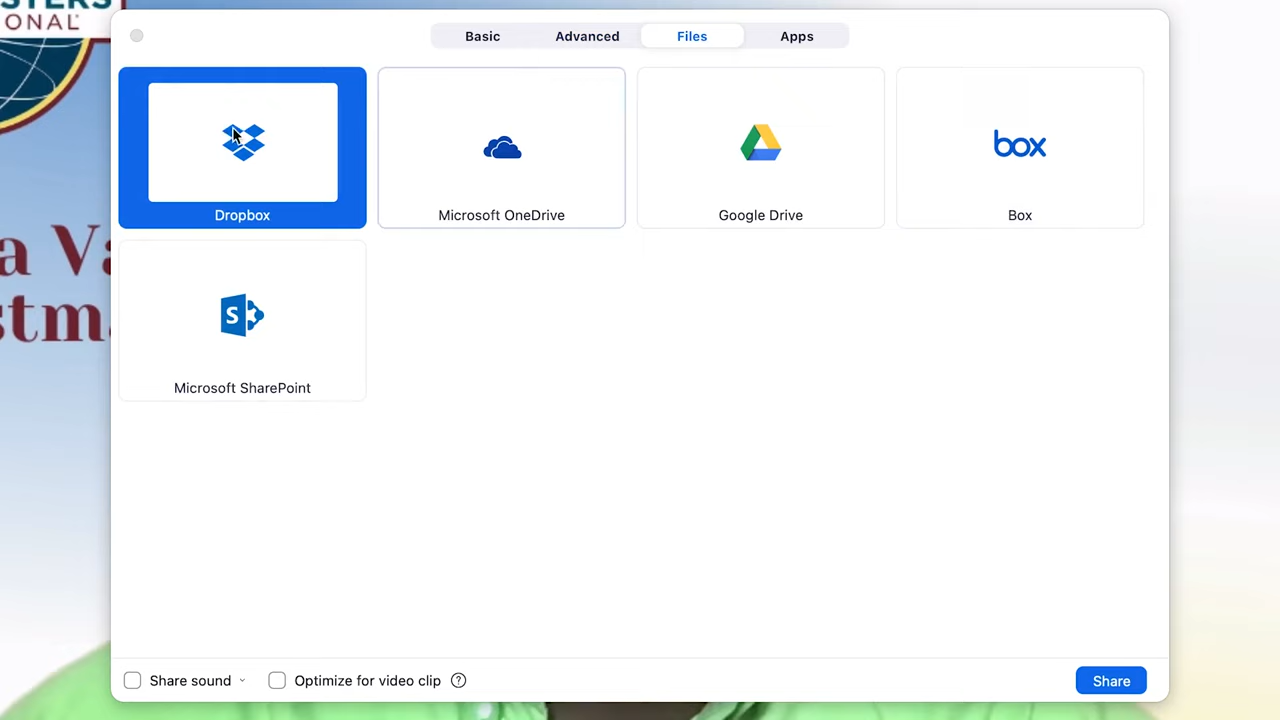 ONAL
Basic
Advanced
Files
Apps
Dropbox
Microsoft OneDrive
Google Drive
box
Box
S
Microsoft SharePoint
Share sound
Optimize for video clip ?
Share